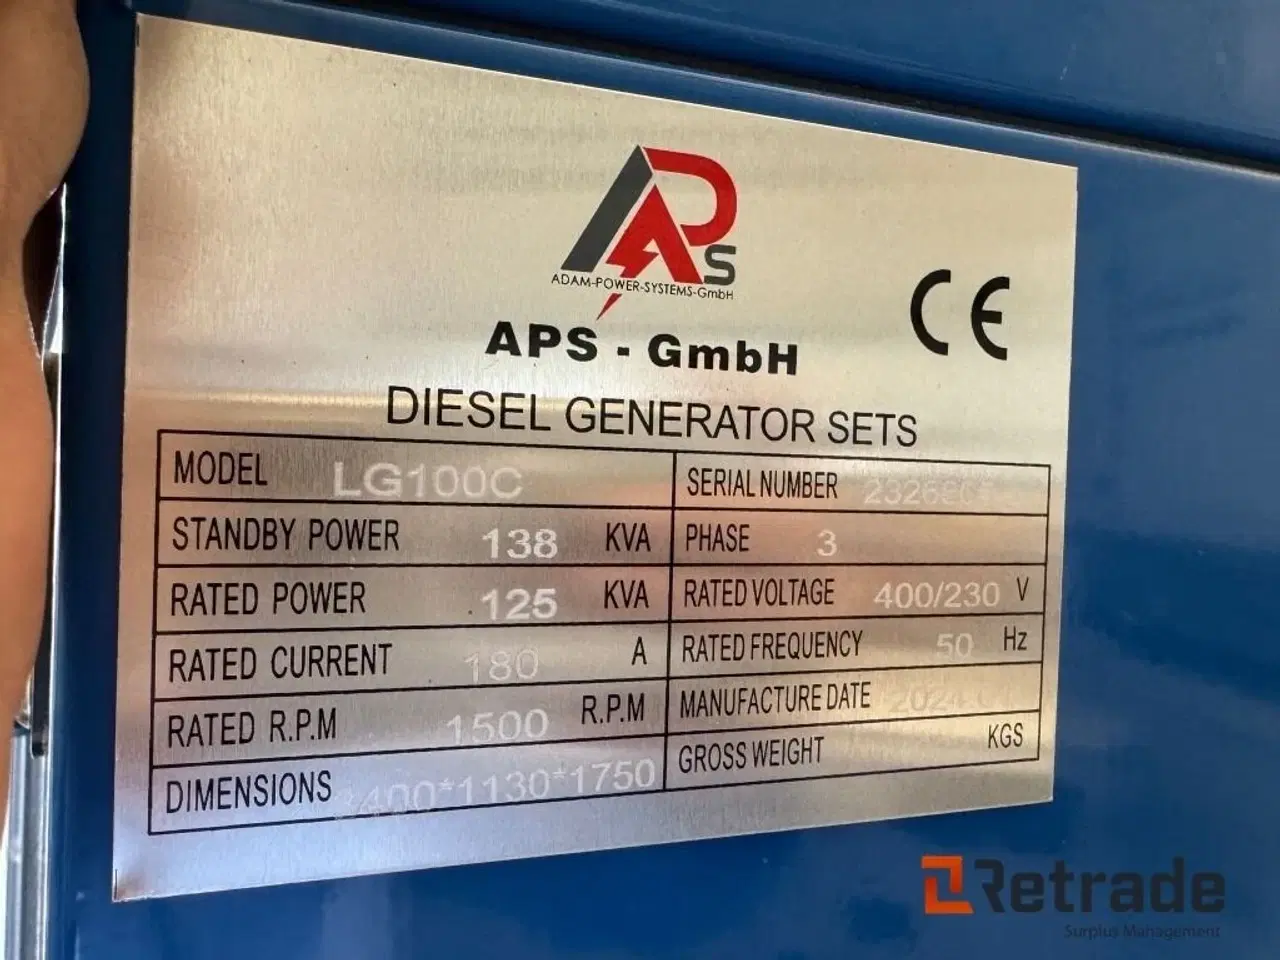 APS
ADAM-POWER-SYSTEMS-GmbH
APS - GmbH
CE
DIESEL GENERATOR SETS
MODEL LG100C SERIAL NUMBER
STANDBY POWER 138 KVA PHASE 3
RATED POWER 125 KVA RATED VOLTAGE 400/230 V
RATED CURRENT 180 A RATED FREQUENCY 50 Hz
RATED R.P.M 1500 R.P.M MANUFACTURE DATE
DIMENSIONS GROSS WEIGHT KGS
Retrade
Surplus Management